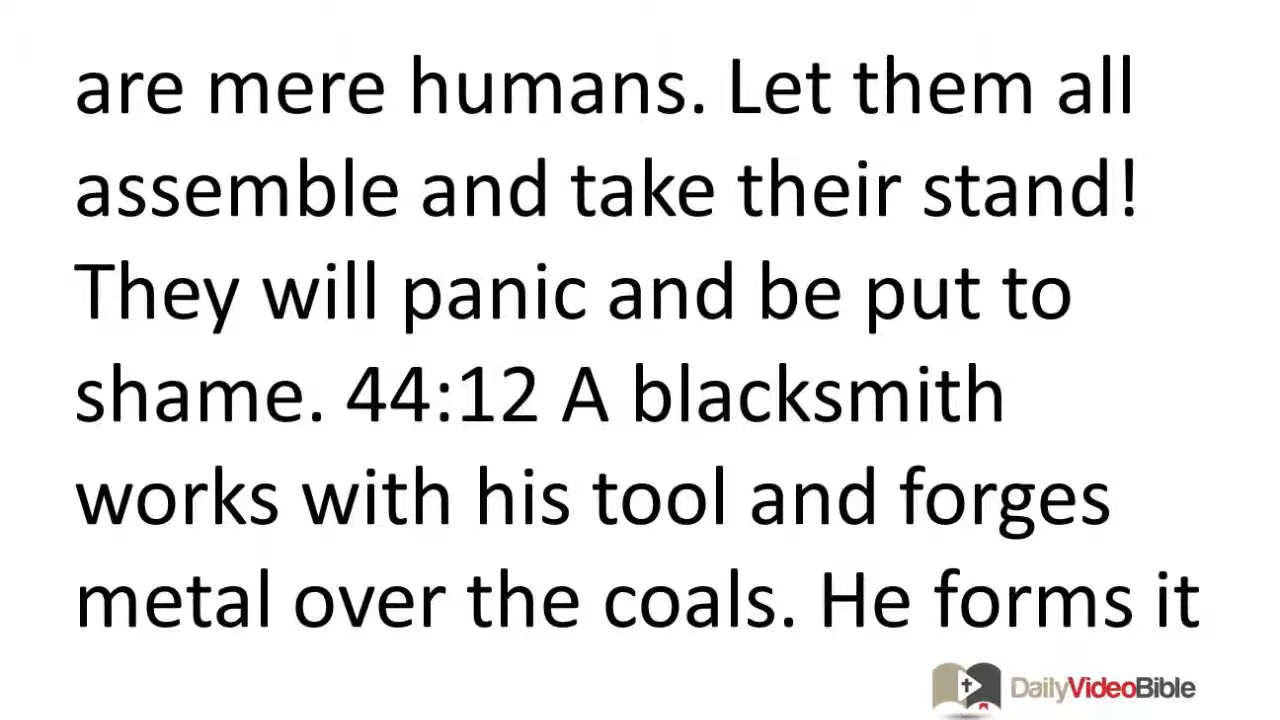 are mere humans. Let them all
assemble and take their stand!
They will panic and be put to
shame. 44:12 A blacksmith
works with his tool and forges
metal over the coals. He forms it
DailyVideoBible